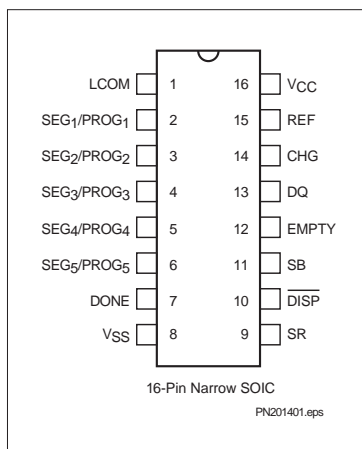 LCOM 1 16 VCC
SEG1/PROG1 2 15 REF
SEG2/PROG2 3 14 CHG
SEG3/PROG3 4 13 DQ
SEG4/PROG4 5 12 EMPTY
SEG5/PROG5 6 11 SB
DONE 7 10 DISP
VSS 8 9 SR
16-Pin Narrow SOIC
PN201401.eps